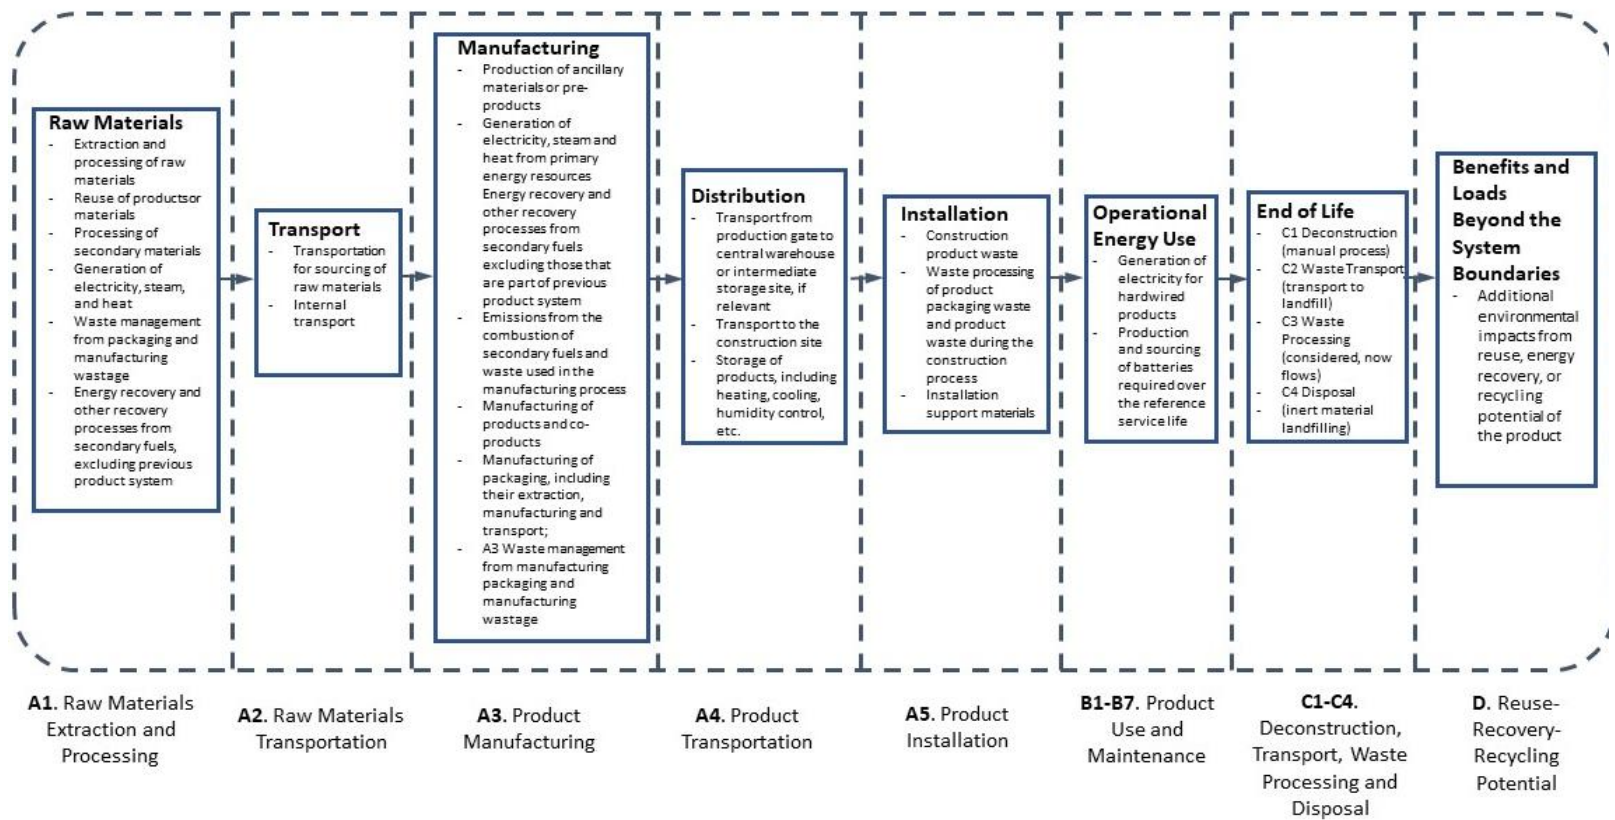 Raw Materials
- Extraction and
processing of raw
materials
- Reuse of productsor
materials
- Processing of
secondary materials
- Generation of
electricity, steam,
and heat
- Waste management
from packaging and
manufacturing
wastage
- Energy recovery and
other recovery
processes from
secondary fuels,
excluding previous
product system
Transport
- Transportation
for sourcing of
raw materials
- Internal
transport
Manufacturing
- Production of ancillary
materials or pre-
products
- Generation of
electricity, steam and
heat from primary
energy resources
Energy recovery and
other recovery
processes from
secondary fuels
excluding those that
are part of previous
product system
- Emissions from the
combustion of
secondary fuels and
waste used in the
manufacturing process
- Manufacturing of
products and co-
products
- Manufacturing of
packaging, including
their extraction,
manufacturing and
transport;
- A3 Waste management
from manufacturing
packaging and
manufacturing
wastage
Distribution
- Transport from
production gate to
central warehouse
or intermediate
storage site, if
relevant
- Transport to the
construction site
- Storage of
products, including
heating, cooling,
humidity control,
etc.
Installation
- Construction
product waste
- Waste processing
of product
packaging waste
and product
waste during the
construction
process
- Installation
support materials
Operational
Energy Use
- Generation of
electricity for
hardwired
products
- Production
and sourcing
of batteries
required over
the reference
service life
End of Life
- C1 Deconstruction
(manual process)
- C2 Waste Transport
(transport to
landfill)
- C3 Waste
Processing
(considered, now
flows)
- C4 Disposal
- (inert material
landfilling)
Benefits and
Loads
Beyond the
System
Boundaries
- Additional
environmental
impacts from
reuse, energy
recovery, or
recycling
potential of
the product
A1. Raw Materials
Extraction and
Processing
A2. Raw Materials
Transportation
A3. Product
Manufacturing
A4. Product
Transportation
A5. Product
Installation
B1-B7. Product
Use and
Maintenance
C1-C4.
Deconstruction,
Transport, Waste
Processing and
Disposal
D. Reuse-
Recovery-
Recycling
Potential